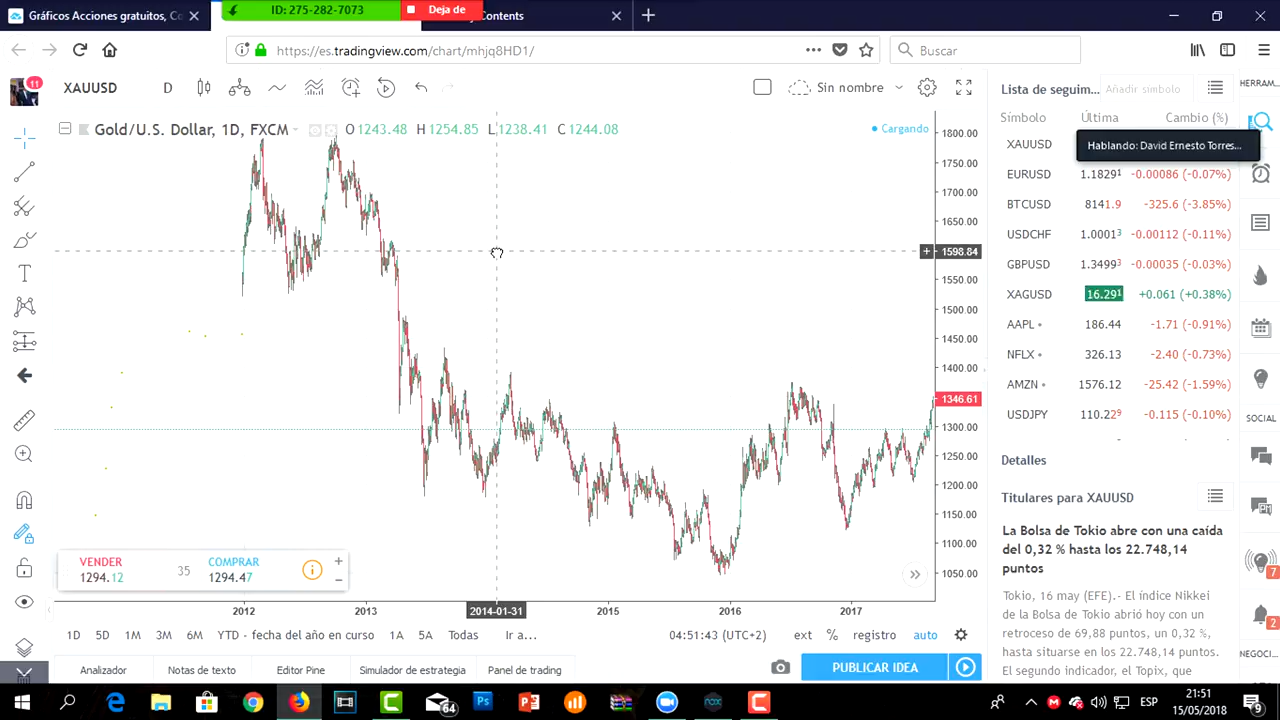 Gráficos Acciones gratuitos, Co
ID: 275-282-7073
Deja de
Contents
https://es.tradingview.com/chart/mhjq8HD1/
Buscar
11
XAUUSD
D
Sin nombre
Lista de seguim...
Añadir símbolo
HERRAM
Gold/U.S. Dollar, 1D, FXCM
O 1243.48 H 1254.85 L 1238.41 C 1244.08
Cargando
Símbolo Última Cambio (%)
Hablando: David Ernesto Torres...
XAUUSD
EURUSD 1.1829¹ -0.00086 (-0.07%)
BTCUSD 8141.9 -325.6 (-3.85%)
USDCHF 1.0001³ -0.00112 (-0.11%)
GBPUSD 1.3499³ -0.00035 (-0.03%)
XAGUSD 16.29¹ +0.061 (+0.38%)
AAPL 186.44 -1.71 (-0.91%)
NFLX 326.13 -2.40 (-0.73%)
AMZN 1576.12 -25.42 (-1.59%)
USDJPY 110.22⁹ -0.115 (-0.10%)
SOCIAL
1800.00
1750.00
1700.00
1650.00
1598.84
1550.00
1500.00
1450.00
1400.00
1346.61
1300.00
1250.00
1200.00
1150.00
1100.00
1050.00
Detalles
Titulares para XAUUSD
La Bolsa de Tokio abre con una caída
del 0,32 % hasta los 22.748,14
puntos
Tokio, 16 may (EFE).- El índice Nikkei
de la Bolsa de Tokio abrió hoy con un
retroceso de 69,88 puntos, un 0,32 %,
hasta situarse en los 22.748,14 puntos.
El segundo indicador, el Topix, que
7
2
NEGOCI
VENDER
1294.12
35
COMPRAR
1294.47
2012 2013 2014-01-31 2015 2016 2017
1D 5D 1M 3M 6M YTD - fecha del año en curso 1A 5A Todas Ir a...
04:51:43 (UTC+2) ext % registro auto
Analizador Notas de texto Editor Pine Simulador de estrategia Panel de trading
PUBLICAR IDEA
64
ESP
21:51
15/05/2018
9